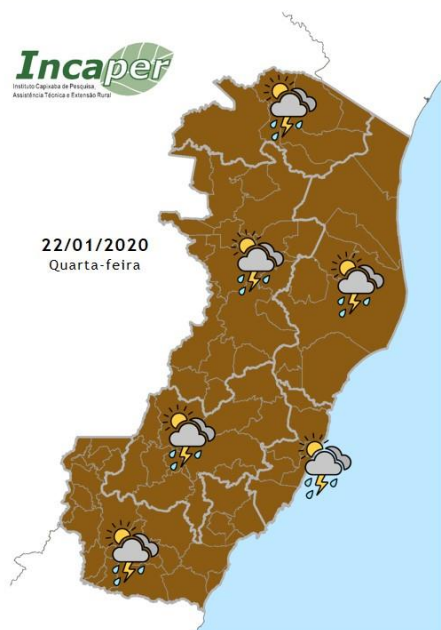 Incaper
Instituto Capixaba de Pesquisa,
Assistência Técnica e Extensão Rural
22/01/2020
Quarta-feira